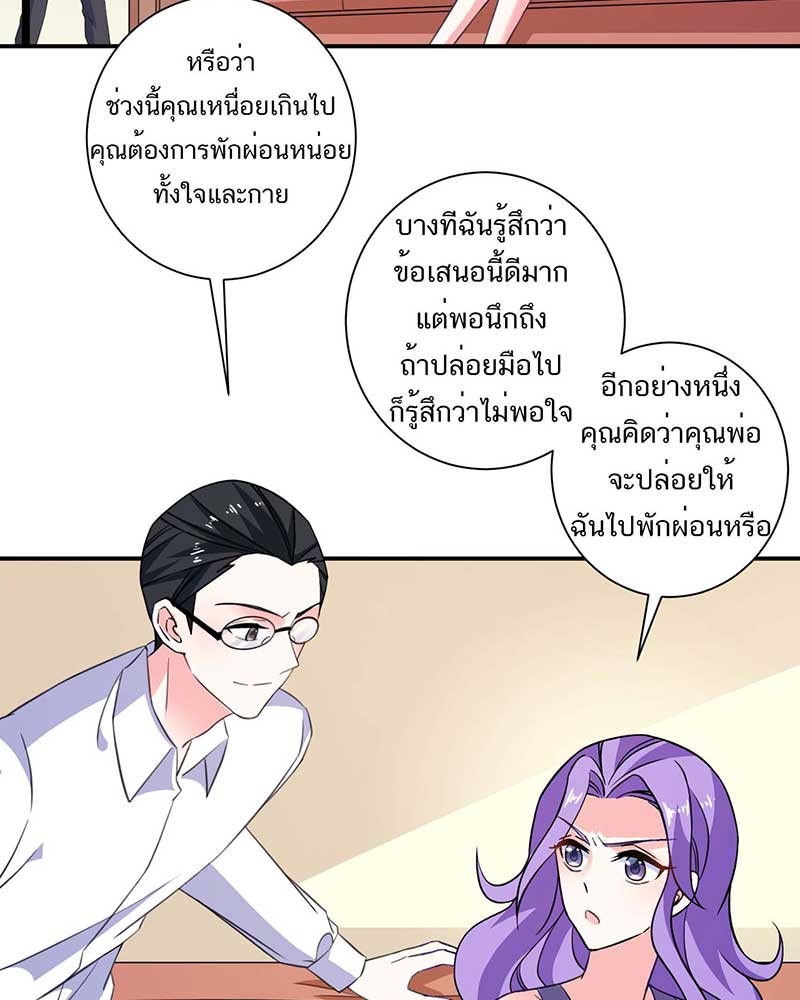 หรือว่า
ช่วงนี้คุณเหนื่อยเกินไป
คุณต้องการพักผ่อนหน่อย
ทั้งใจและกาย
บางทีฉันรู้สึกว่า
ข้อเสนอนี้ดีมาก
แต่พอนึกถึง
ถ้าปล่อยมือไป
ก็รู้สึกว่าไม่พอใจ
อีกอย่างหนึ่ง
คุณคิดว่าคุณพ่อ
จะปล่อยให้
ฉันไปพักผ่อนหรือ